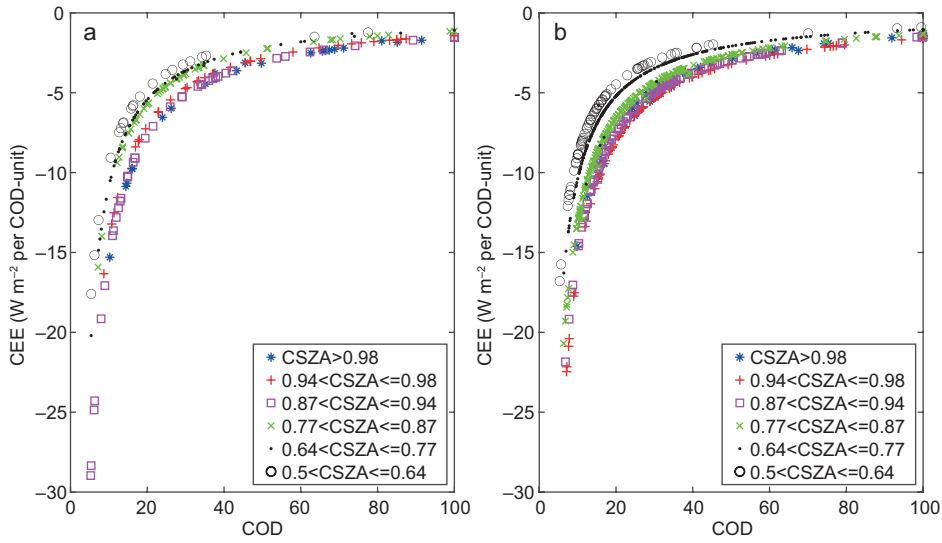 a
CEE (W m⁻² per COD-unit)
0
−5
−10
−15
−20
−25
−30
0
20
40
60
80
100
COD
CSZA>0.98
0.94<CSZA<=0.98
0.87<CSZA<=0.94
0.77<CSZA<=0.87
0.64<CSZA<=0.77
0.5<CSZA<=0.64
b
CEE (W m⁻² per COD-unit)
0
−5
−10
−15
−20
−25
−30
0
20
40
60
80
100
COD
CSZA>0.98
0.94<CSZA<=0.98
0.87<CSZA<=0.94
0.77<CSZA<=0.87
0.64<CSZA<=0.77
0.5<CSZA<=0.64